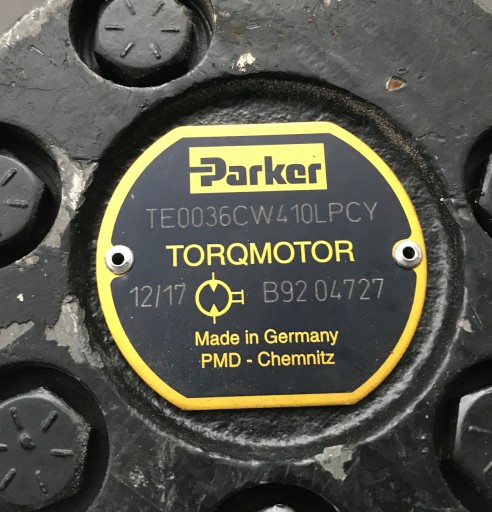 Parker
TE0036CW410LPCY
TORQMOTOR
12/17 B92 04727
Made in Germany
PMD - Chemnitz